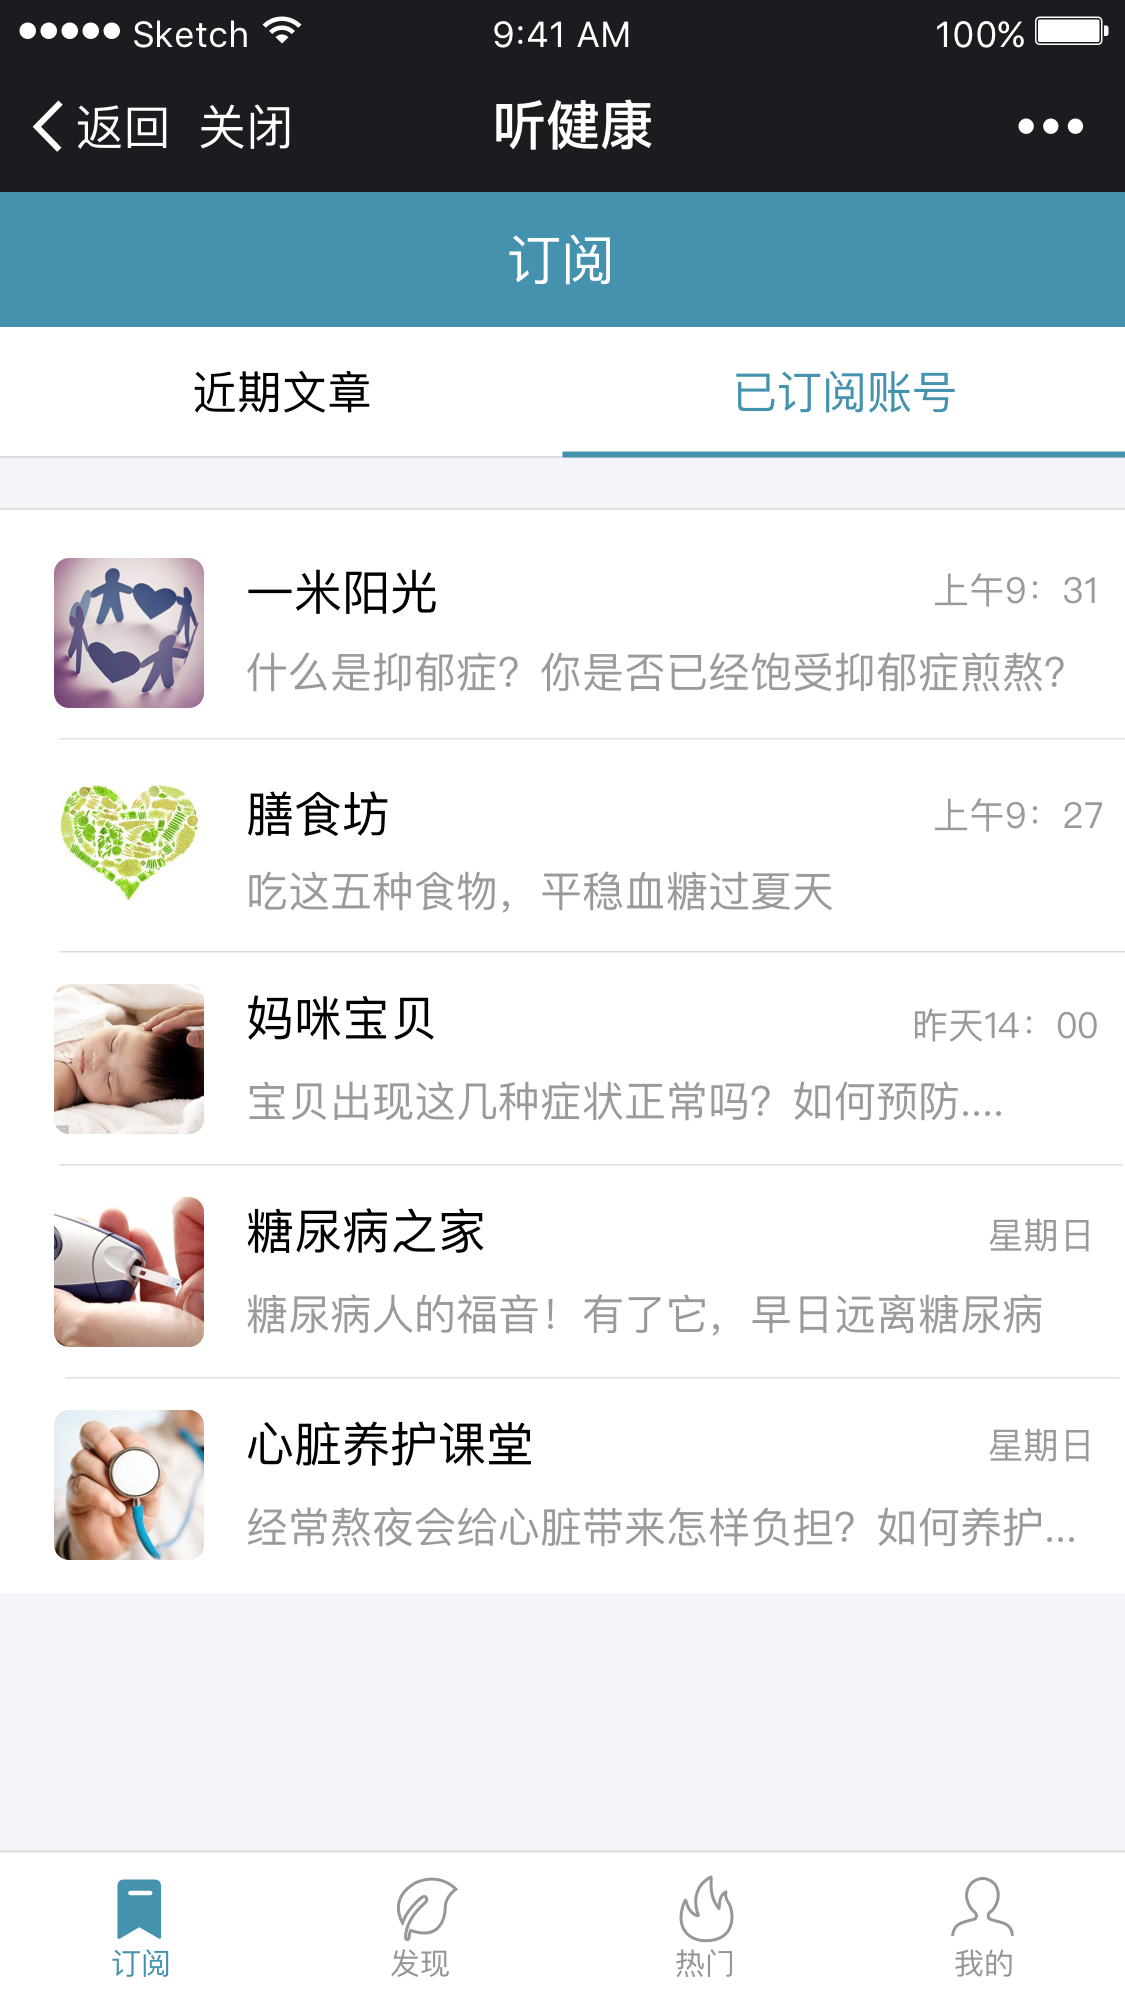 Sketch 9:41 AM 100%
返回 关闭 听健康
订阅
近期文章 已订阅账号
一米阳光 上午9：31
什么是抑郁症？你是否已经饱受抑郁症煎熬？
膳食坊 上午9：27
吃这五种食物，平稳血糖过夏天
妈咪宝贝 昨天14：00
宝贝出现这几种症状正常吗？如何预防....
糖尿病之家 星期日
糖尿病人的福音！有了它，早日远离糖尿病
心脏养护课堂 星期日
经常熬夜会给心脏带来怎样负担？如何养护...
订阅 发现 热门 我的